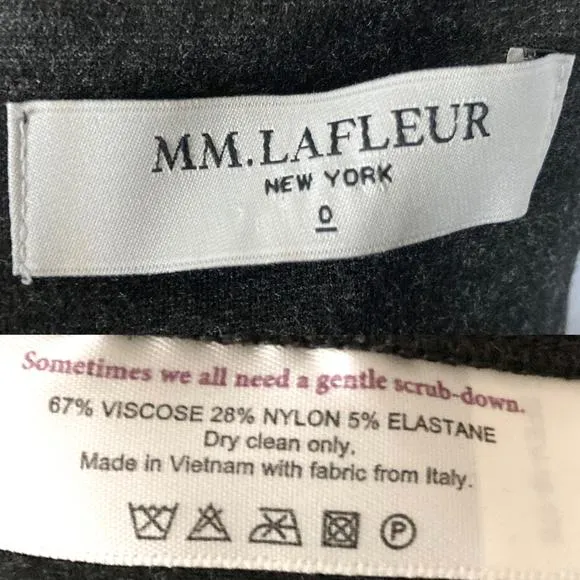 MM.LAFLEUR
NEW YORK
0
Sometimes we all need a gentle scrub-down.
67% VISCOSE 28% NYLON 5% ELASTANE
Dry clean only.
Made in Vietnam with fabric from Italy.
P